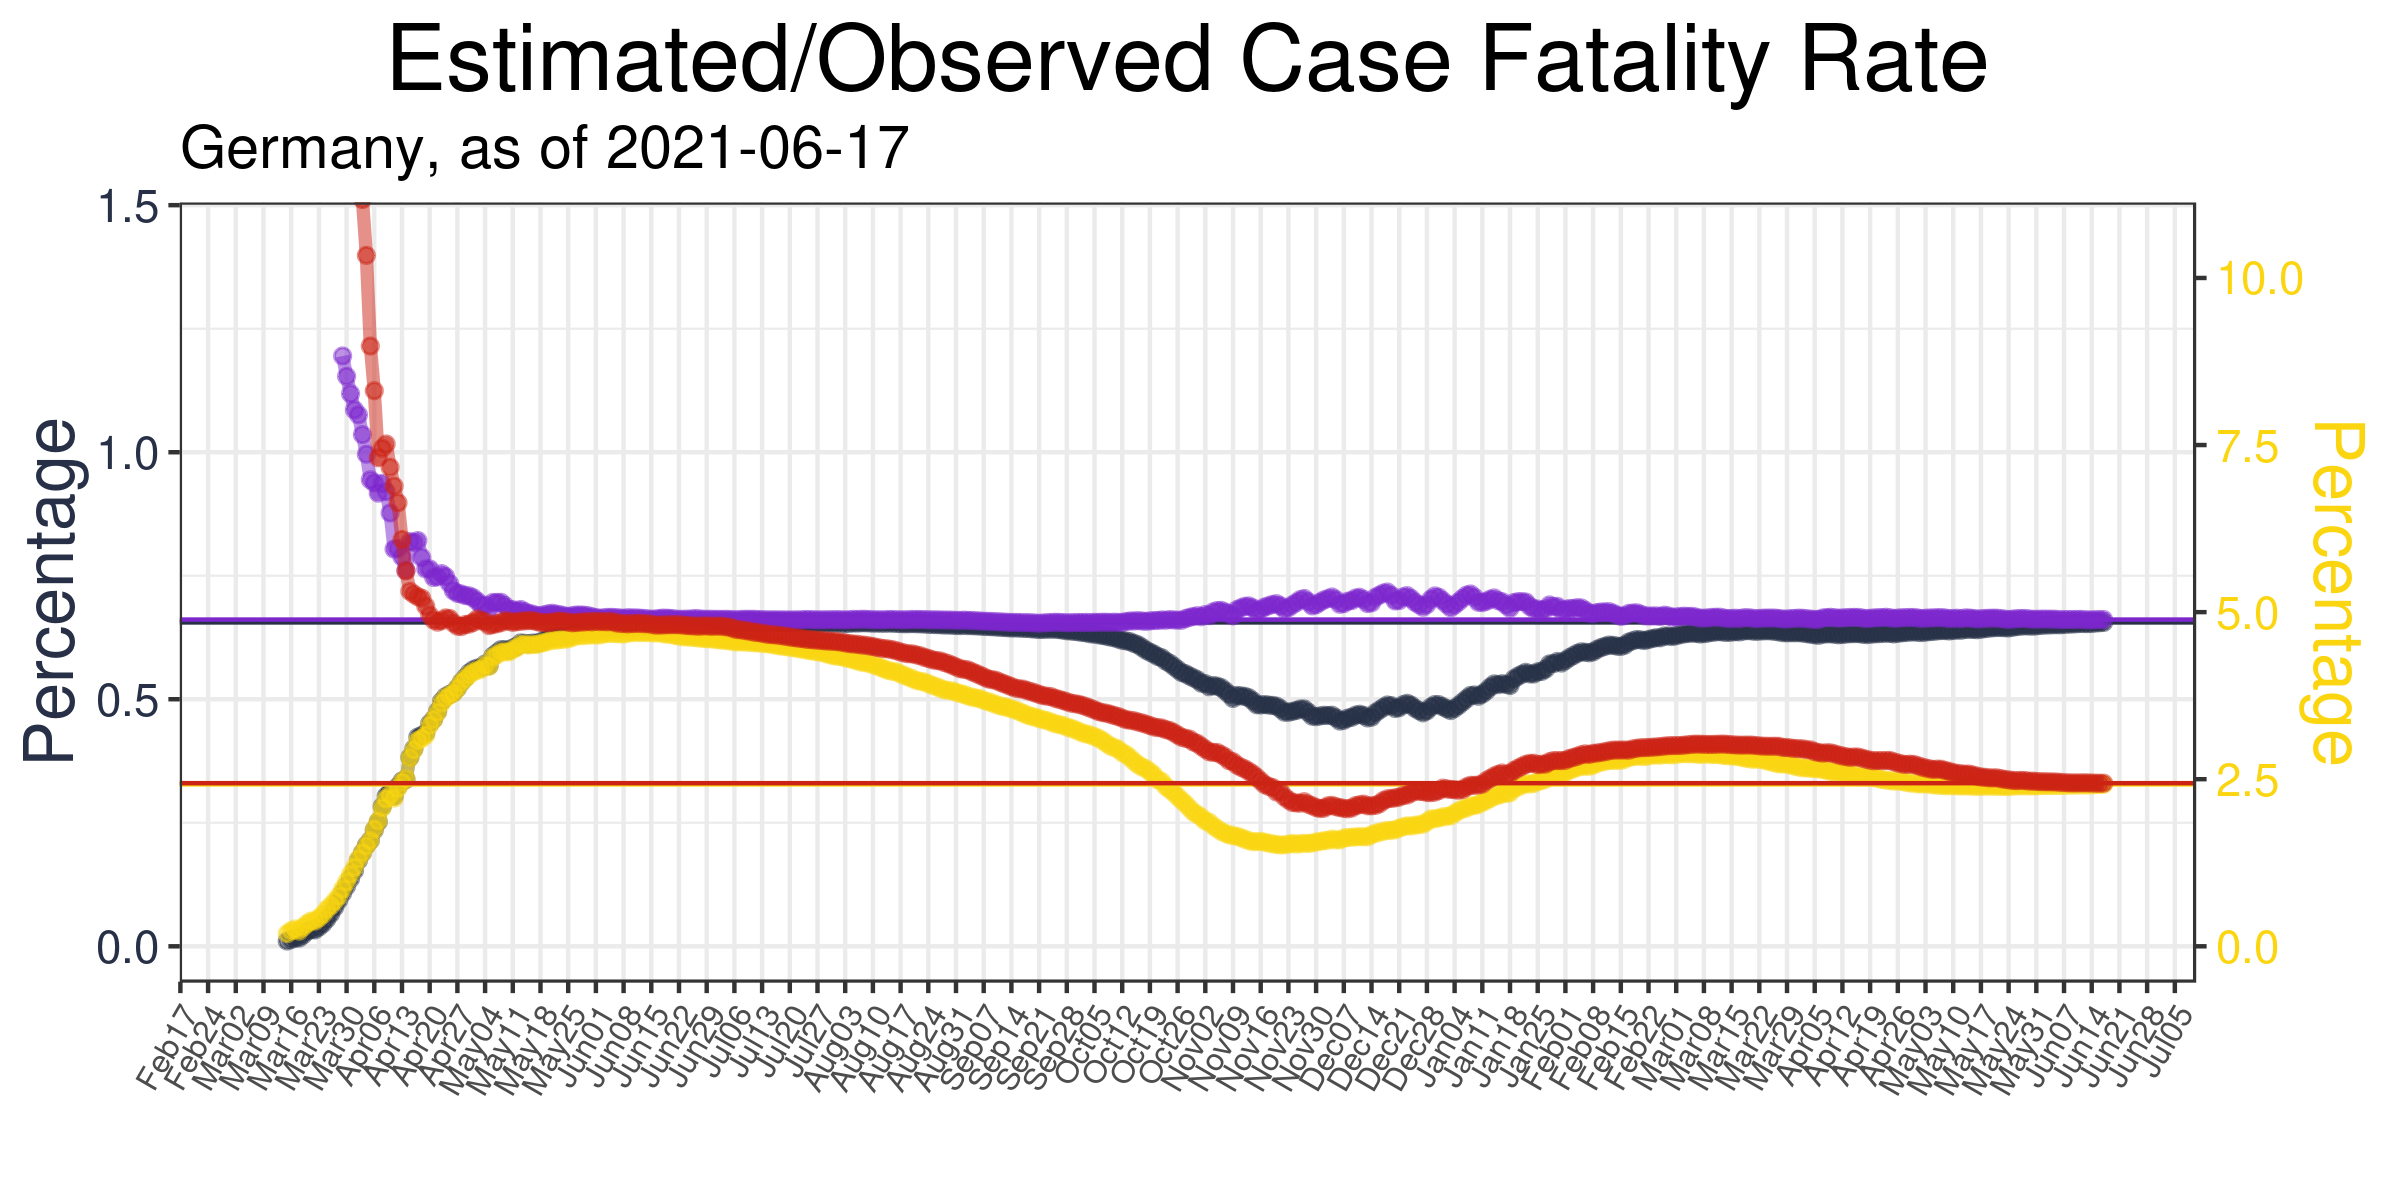 Estimated/Observed Case Fatality Rate
Germany, as of 2021-06-17
Percentage
1.5
1.0
0.5
0.0
10.0
7.5
5.0
2.5
0.0
Percentage
Feb17
Feb24
Mar02
Mar09
Mar16
Mar23
Mar30
Apr06
Apr13
Apr20
Apr27
May04
May11
May18
May25
Jun01
Jun08
Jun15
Jun22
Jun29
Jul06
Jul13
Jul20
Jul27
Aug03
Aug10
Aug17
Aug24
Aug31
Sep07
Sep14
Sep21
Sep28
Oct05
Oct12
Oct19
Oct26
Nov02
Nov09
Nov16
Nov23
Nov30
Dec07
Dec14
Dec21
Dec28
Jan04
Jan11
Jan18
Jan25
Feb01
Feb08
Feb15
Feb22
Mar01
Mar08
Mar15
Mar22
Mar29
Apr05
Apr12
Apr19
Apr26
May03
May10
May17
May24
May31
Jun07
Jun14
Jun21
Jun28
Jul05